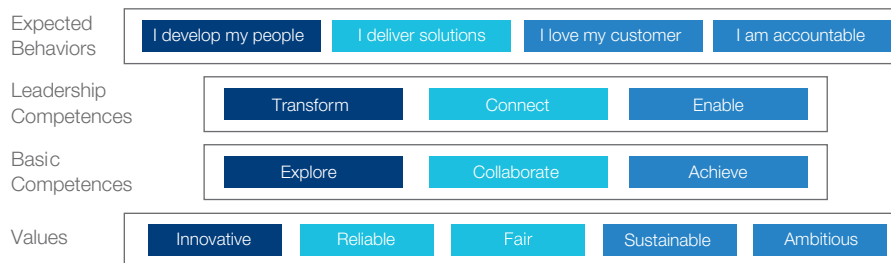 Expected
Behaviors
I develop my people
I deliver solutions
I love my customer
I am accountable
Leadership
Competences
Transform
Connect
Enable
Basic
Competences
Explore
Collaborate
Achieve
Values
Innovative
Reliable
Fair
Sustainable
Ambitious